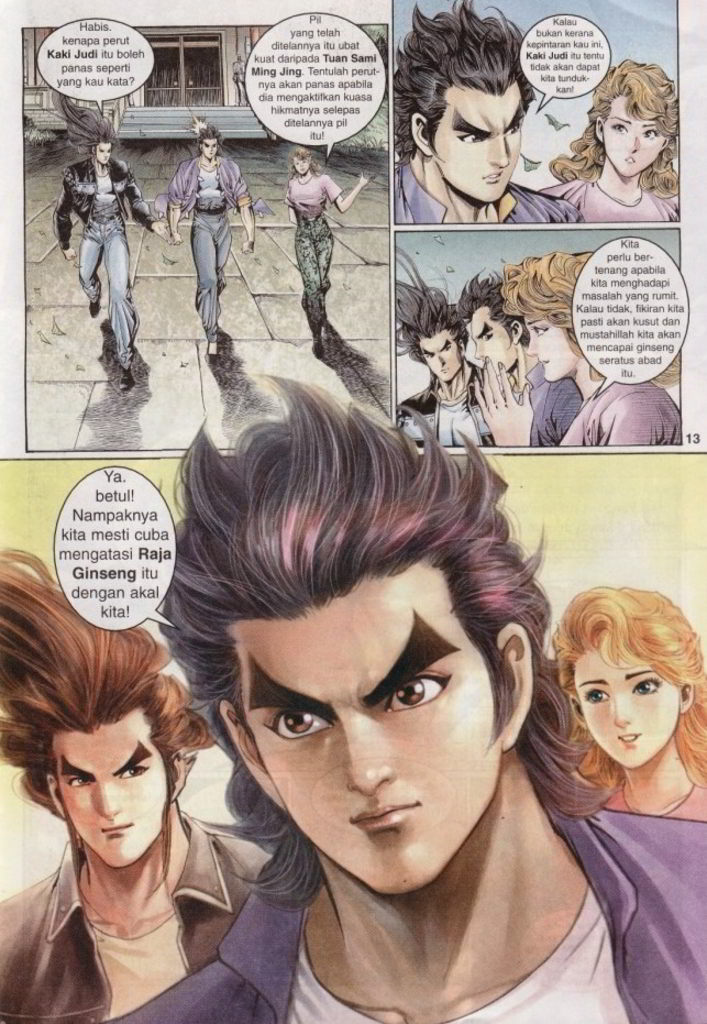 Habis.
kenapa perut
Kaki Judi itu boleh
panas seperti
yang kau kata?
Pil
yang telah
ditelannya itu ubat
kuat daripada Tuan Sami
Ming Jing. Tentulah perut-
nya akan panas apabila
dia mengaktifkan kuasa
hikmatnya selepas
ditelannya pil
itu!
Kalau
bukan kerana
kepintaran kau ini,
Kaki Judi itu tentu
tidak akan dapat
kita tunduk-
kan!
Kita
perlu ber-
tenang apabila
kita menghadapi
masalah yang rumit.
Kalau tidak, fikiran kita
pasti akan kusut dan
mustahillah kita akan
mencapai ginseng
seratus abad
itu.
13
Ya.
betul!
Nampaknya
kita mesti cuba
mengatasi Raja
Ginseng itu
dengan akal
kita!